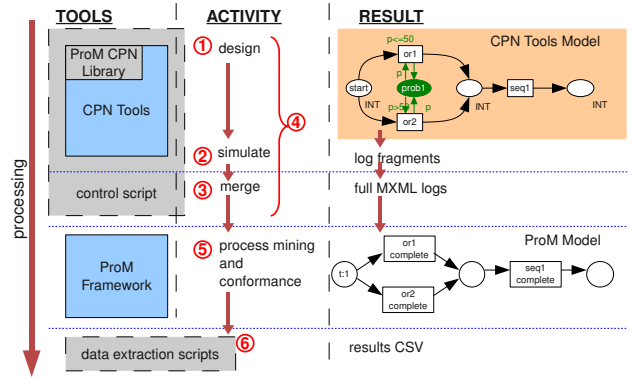 TOOLS
ACTIVITY
RESULT
processing
ProM CPN
Library
CPN Tools
① design
② simulate
③ merge
④
CPN Tools Model
p<=50
or1
p
start
prob1
seq1
INT
INT
INT
p>50
p
or2
log fragments
control script
full MXML logs
ProM
Framework
⑤ process mining
and
conformance
ProM Model
or1
complete
t:1
seq1
complete
or2
complete
⑥
data extraction scripts
results CSV